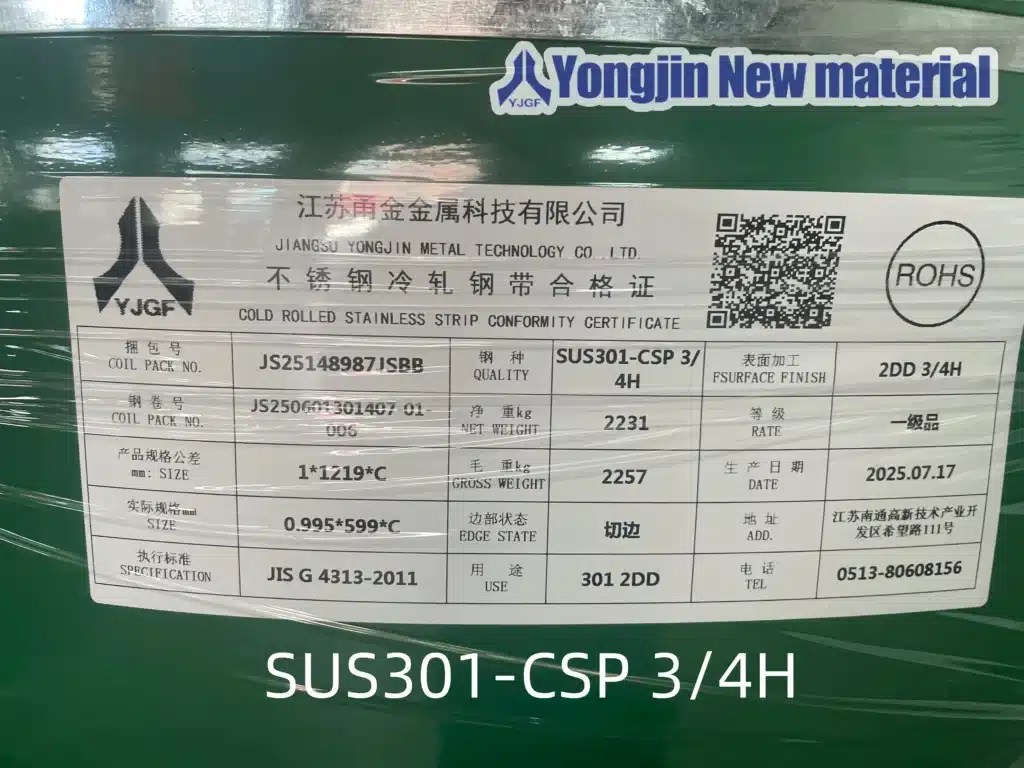 YJGF
Yongjin New material
YJGF
江苏甬金金属科技有限公司
JIANGSU YONGJIN METAL TECHNOLOGY CO.,LTD.
不锈钢冷轧钢带合格证
COLD ROLLED STAINLESS STRIP CONFORMITY CERTIFICATE
ROHS
捆包号
COIL PACK NO.
JS25148987JSBB
钢种
QUALITY
SUS301-CSP 3/
4H
表面加工
FSURFACE FINISH
2DD 3/4H
钢卷号
COIL PACK NO.
JS250601301407-01-
006
净重kg
NET WEIGHT
2231
等级
RATE
一级品
产品规格公差
mm: SIZE
1*1219*C
毛重kg
GROSS WEIGHT
2257
生产日期
DATE
2025.07.17
实际规格mm
SIZE
0.995*599*C
边部状态
EDGE STATE
切边
地址
ADD.
江苏南通高新技术产业开
发区希望路111号
执行标准
SPECIFICATION
JIS G 4313-2011
用途
USE
301 2DD
电话
TEL
0513-80608156
SUS301-CSP 3/4H